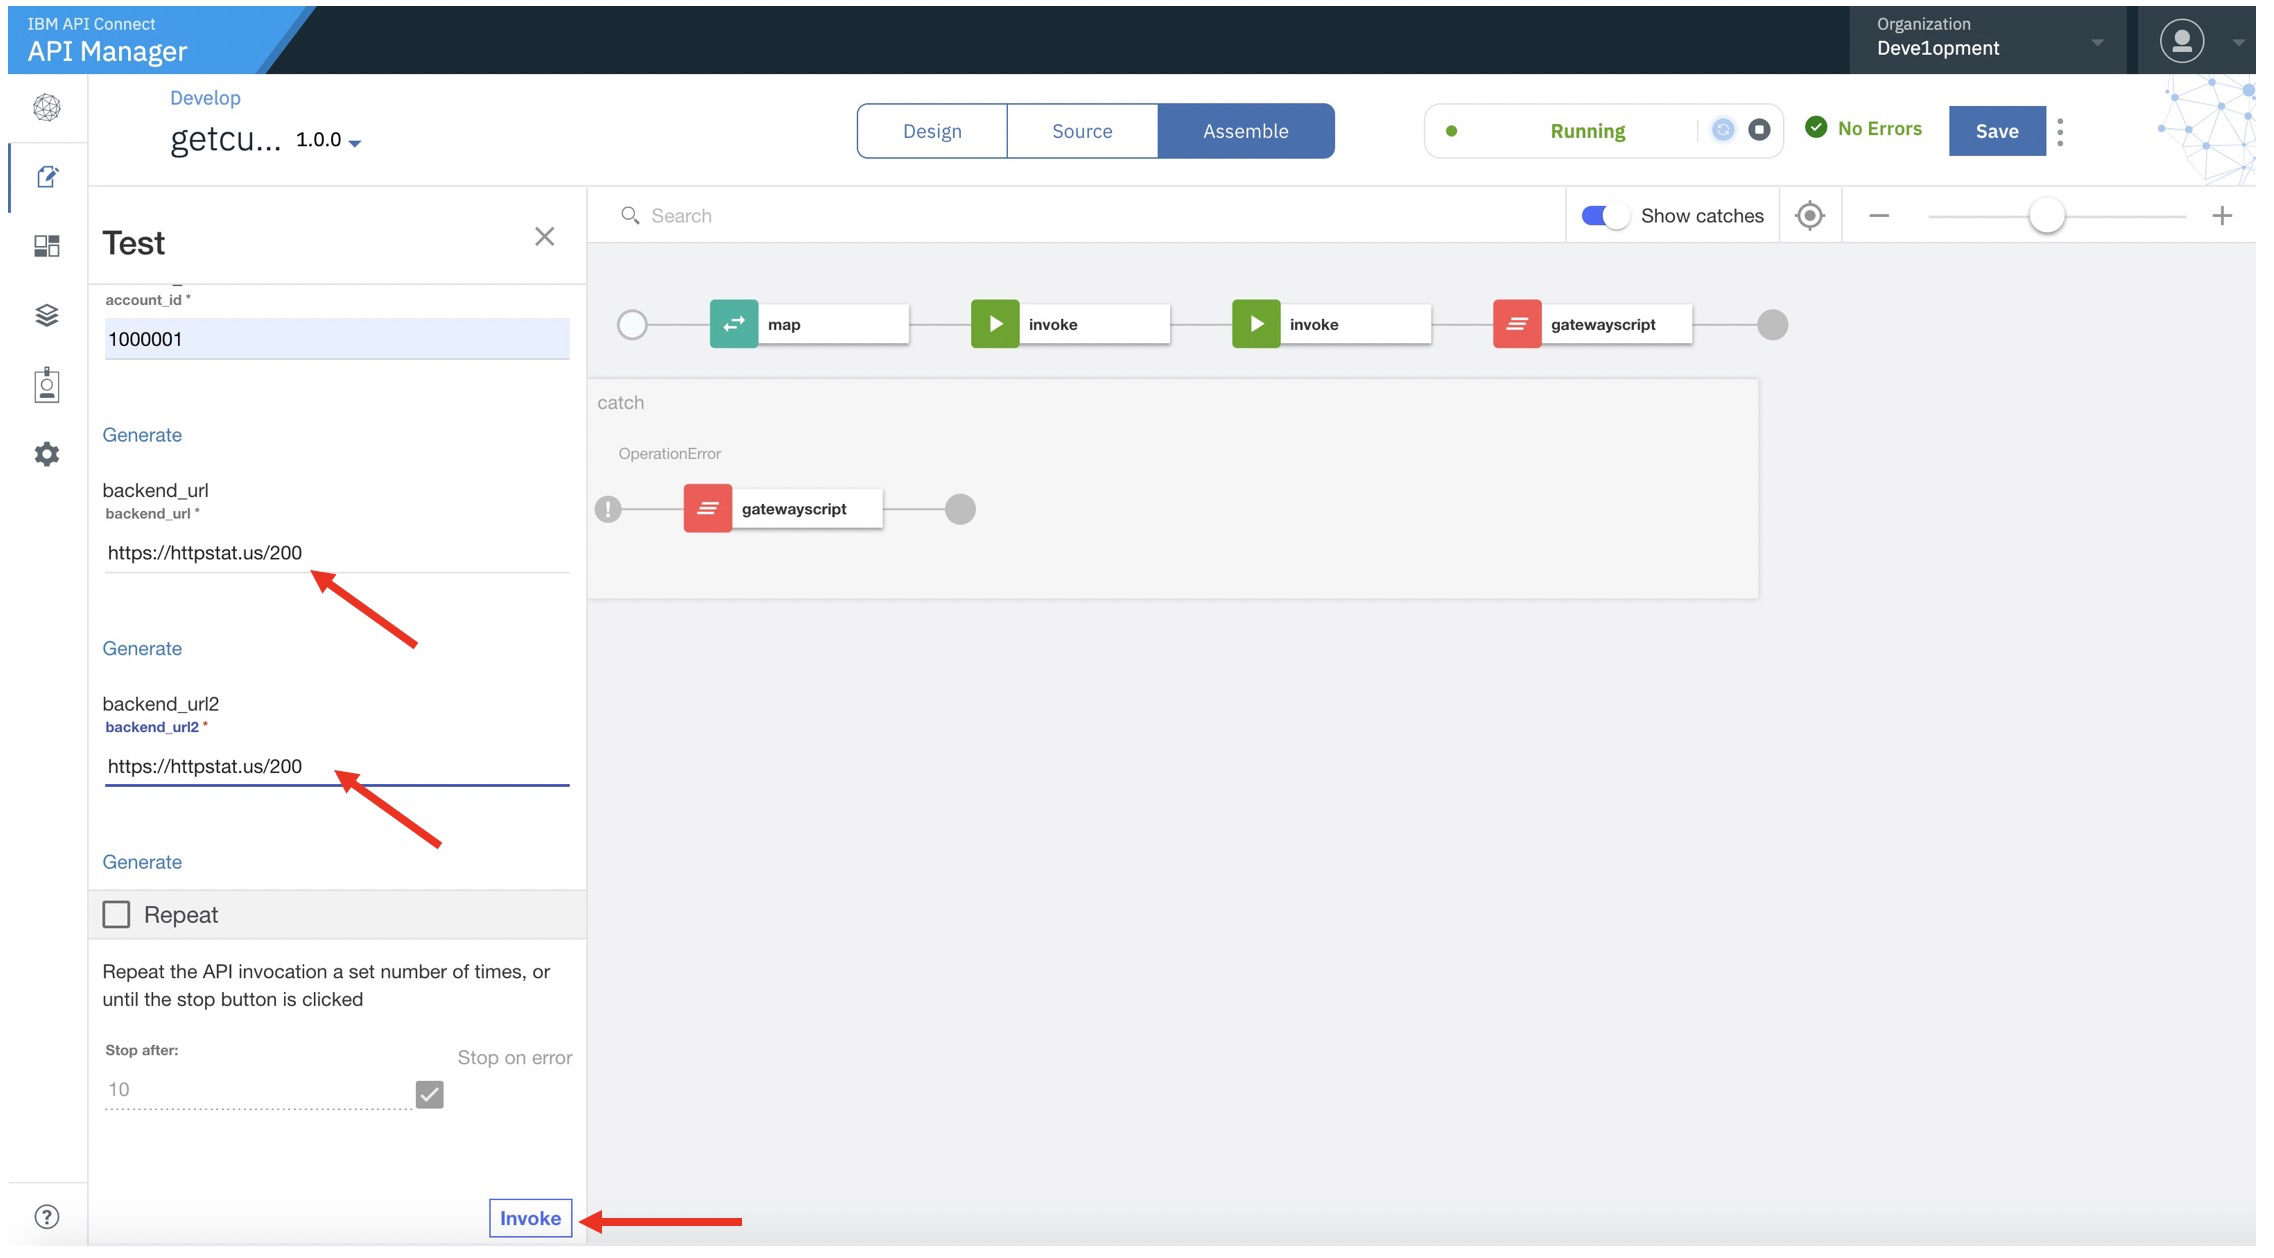 IBM API Connect
API Manager
Organization
Deve1opment
Develop
getcu... 1.0.0
Design
Source
Assemble
Running
No Errors
Save
Test
Search
Show catches
account_id *
1000001
Generate
backend_url
backend_url *
https://httpstat.us/200
Generate
backend_url2
backend_url2 *
https://httpstat.us/200
Generate
Repeat
Repeat the API invocation a set number of times, or
until the stop button is clicked
Stop after:
Stop on error
10
Invoke
map
invoke
invoke
gatewayscript
catch
OperationError
gatewayscript